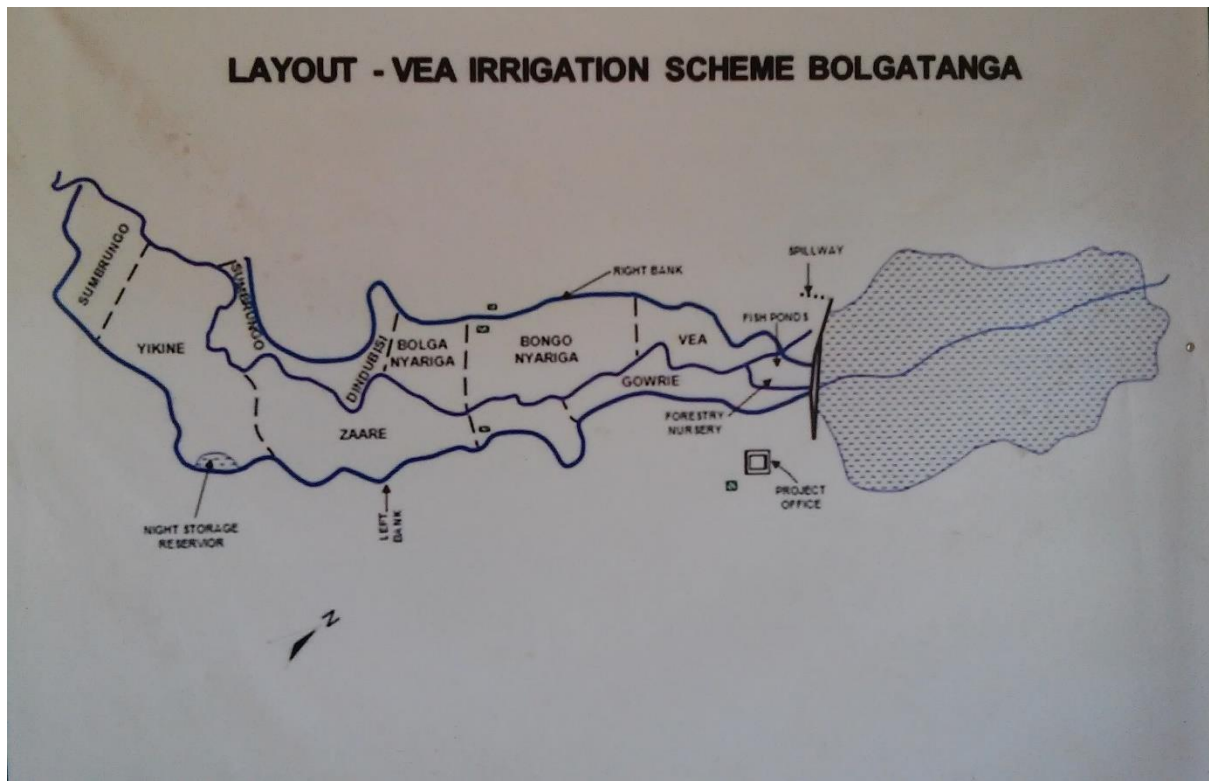 LAYOUT - VEA IRRIGATION SCHEME BOLGATANGA
SUMBRUNGO
YIKINE
SUMBRUNGO
DINDUBISI
BOLGA
NYARIGA
BONGO
NYARIGA
RIGHT BANK
VEA
GOWRIE
SPILLWAY
FISH PONDS
FORESTRY
NURSERY
ZAARE
PROJECT
OFFICE
LEFT
BANK
NIGHT STORAGE
RESERVIOR
N